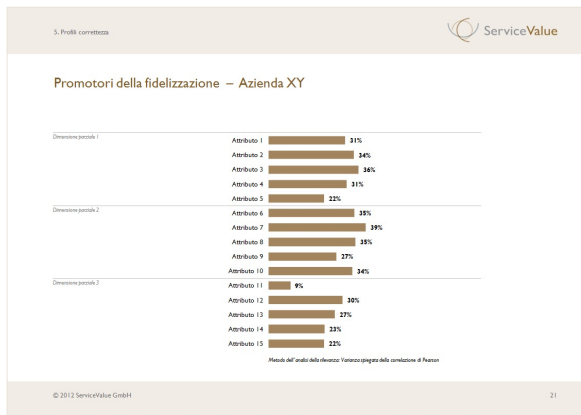 5. Profili correttezza
ServiceValue
Promotori della fidelizzazione – Azienda XY
Dimensione parziale 1
Attributo 1 31%
Attributo 2 34%
Attributo 3 36%
Attributo 4 31%
Attributo 5 22%
Dimensione parziale 2
Attributo 6 35%
Attributo 7 39%
Attributo 8 35%
Attributo 9 27%
Attributo 10 34%
Dimensione parziale 3
Attributo 11 9%
Attributo 12 30%
Attributo 13 27%
Attributo 14 23%
Attributo 15 22%
Metodo dell'analisi della rilevanza: Varianza spiegata della correlazione di Pearson
© 2012 ServiceValue GmbH
21